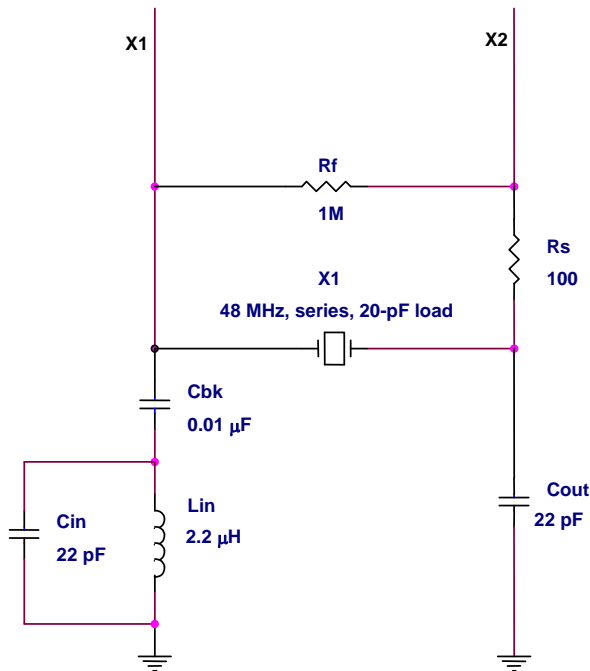 X1
X2
Rf
1M
Rs
100
X1
48 MHz, series, 20-pF load
Cbk
0.01 μF
Lin
2.2 μH
Cin
22 pF
Cout
22 pF